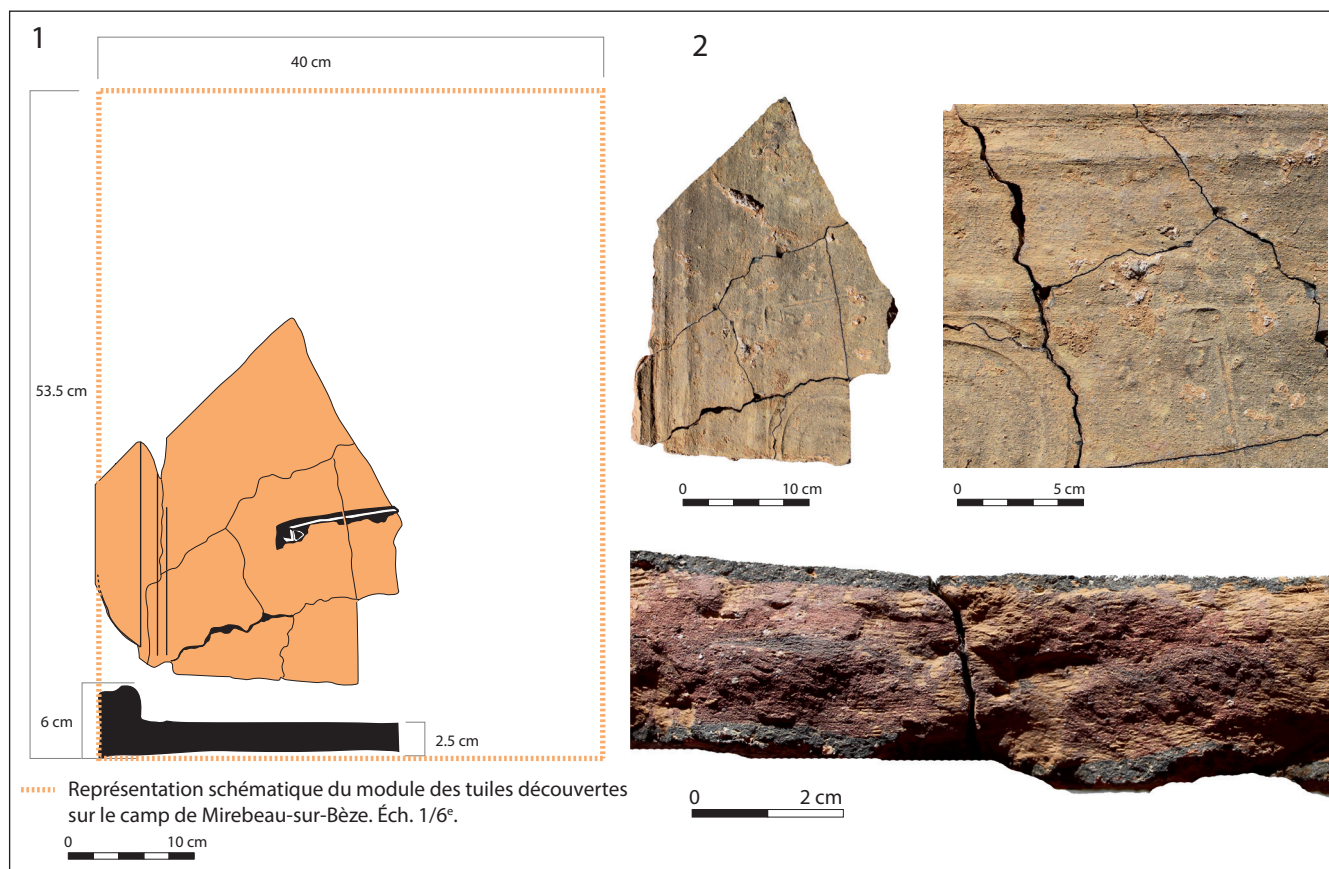 1
40 cm
2
53.5 cm
0 10 cm
0 5 cm
6 cm
2.5 cm
Représentation schématique du module des tuiles découvertes
sur le camp de Mirebeau-sur-Bèze. Éch. 1/6e.
0 10 cm
0 2 cm